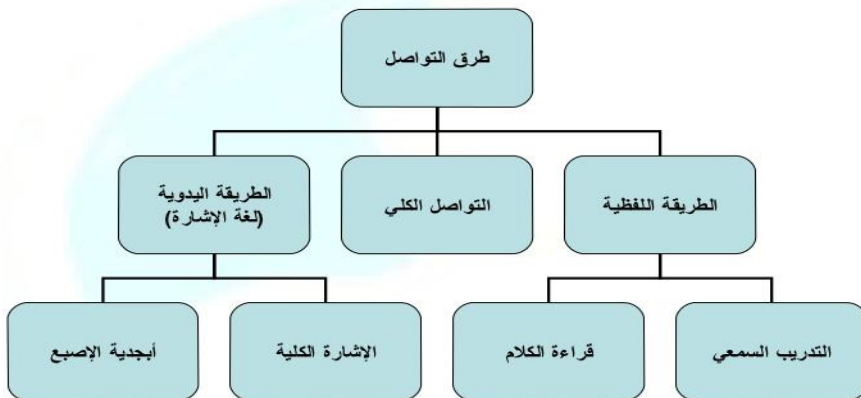 طرق التواصل
الطريقة اللفظية
التواصل الكلي
الطريقة اليدوية
(لغة الإشارة)
التدريب السمعي
قراءة الكلام
الإشارة الكلية
أبجدية الإصبع